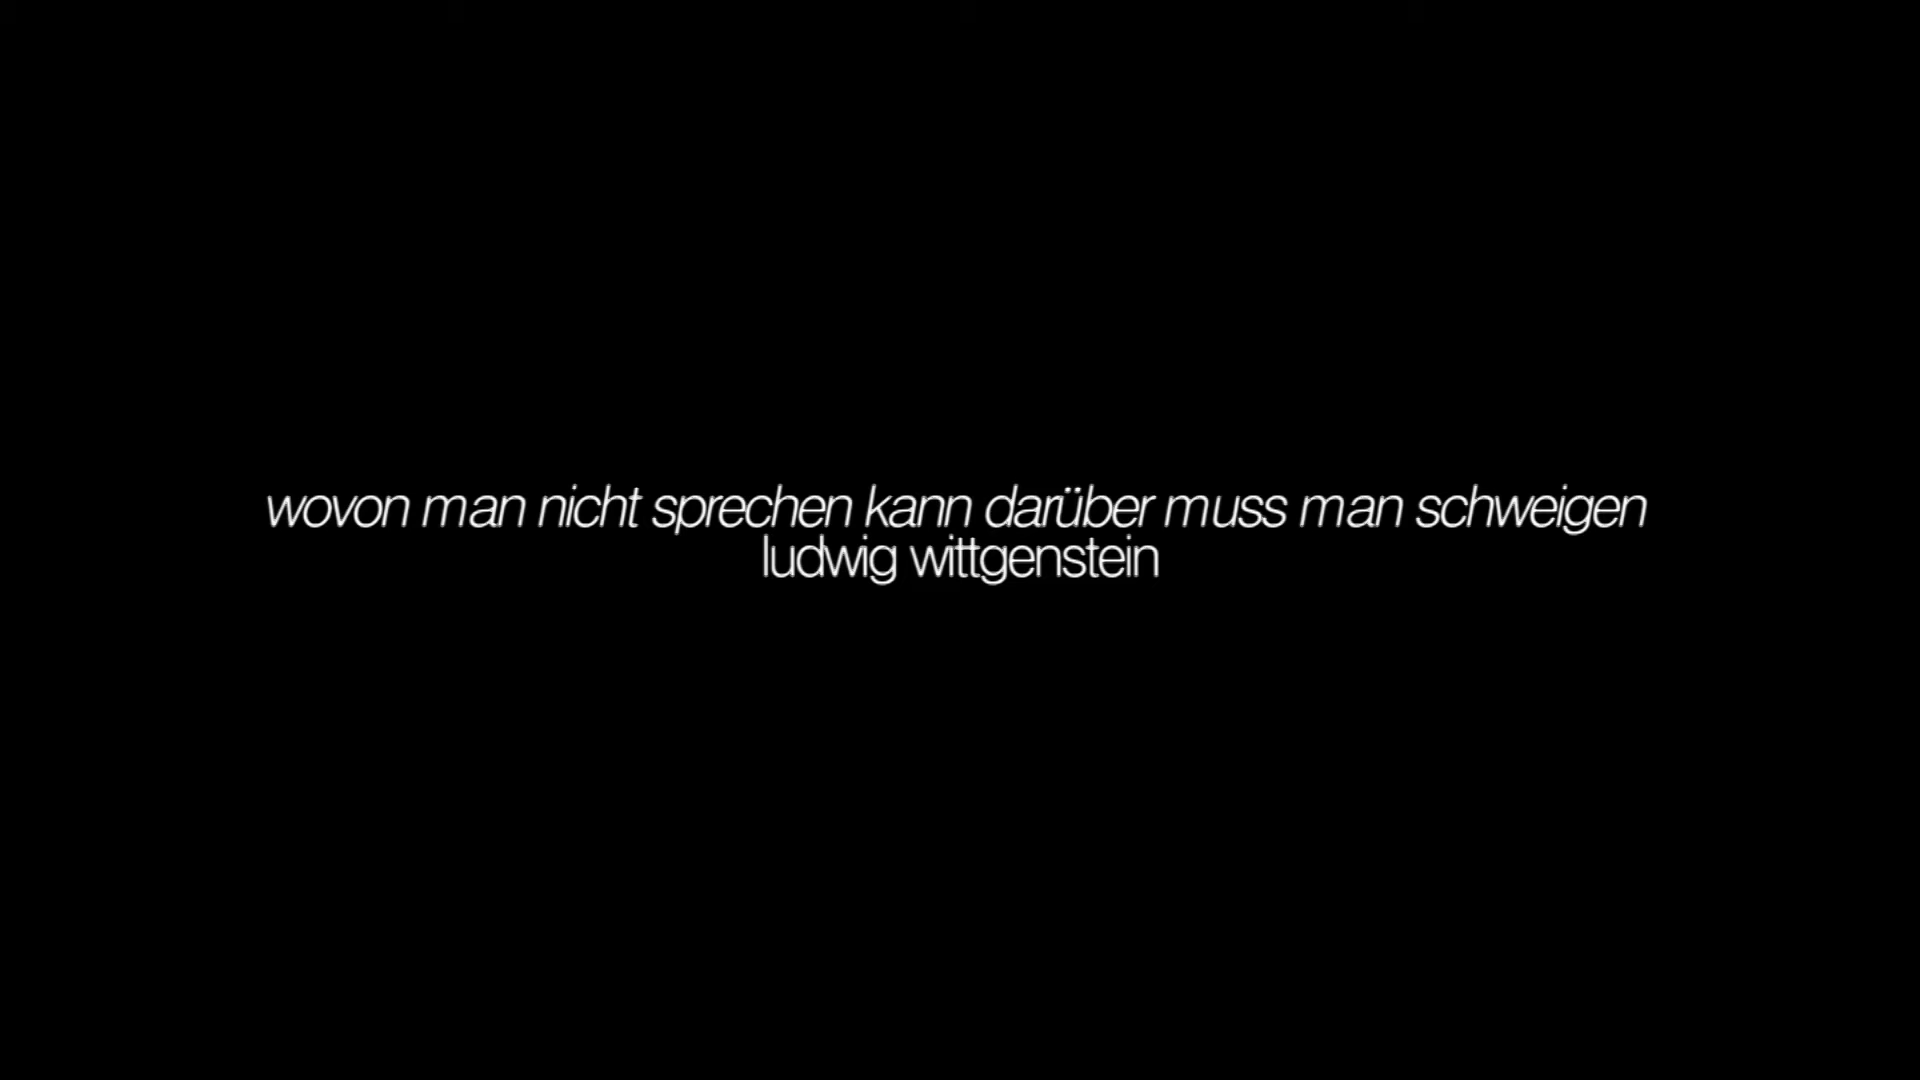 wovon man nicht sprechen kann darüber muss man schweigen
ludwig wittgenstein